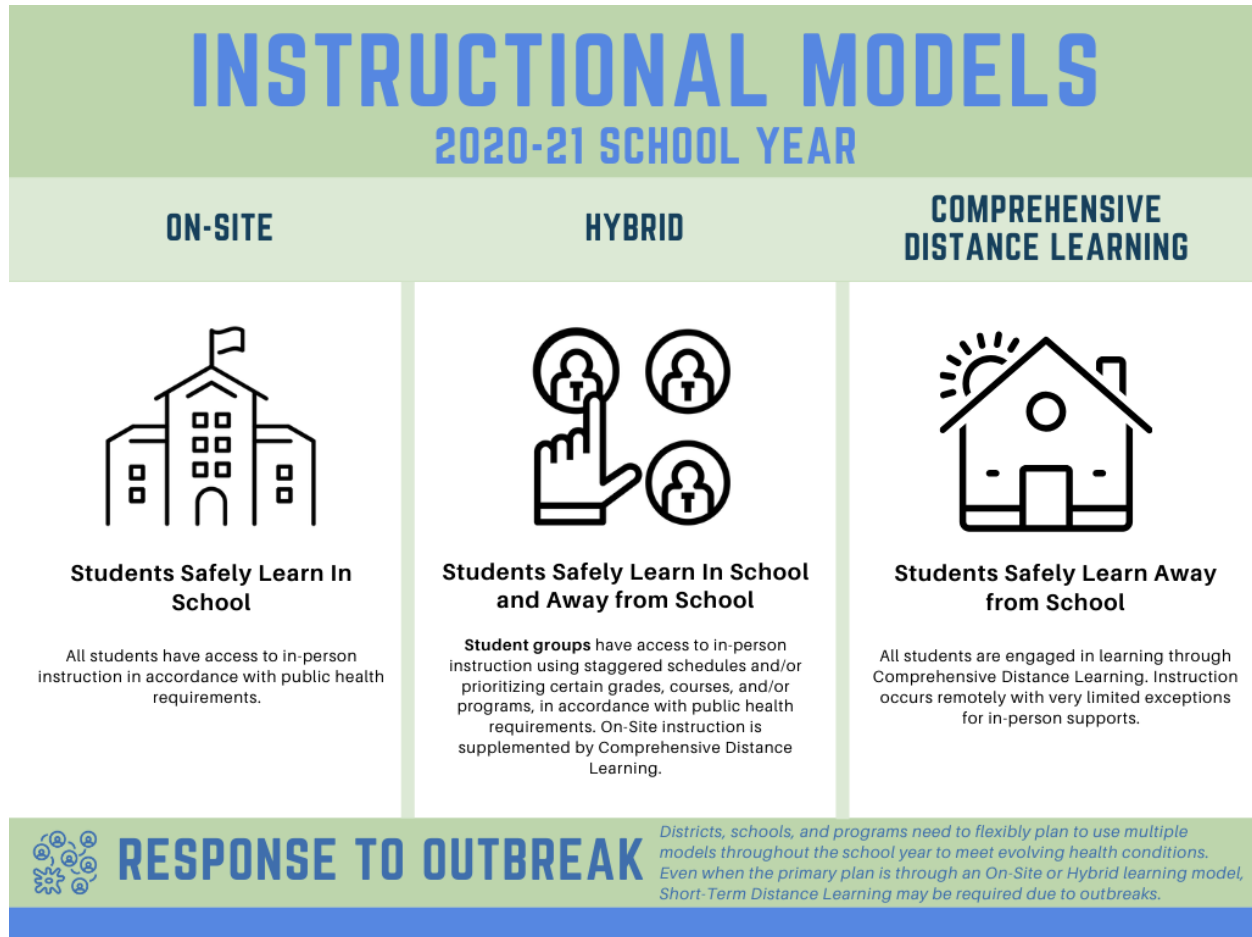 INSTRUCTIONAL MODELS
2020-21 SCHOOL YEAR
ON-SITE
HYBRID
COMPREHENSIVE
DISTANCE LEARNING
Students Safely Learn In
School
All students have access to in-person
instruction in accordance with public health
requirements.
T
T
T
Students Safely Learn In School
and Away from School
Student groups have access to in-person
instruction using staggered schedules and/or
prioritizing certain grades, courses, and/or
programs, in accordance with public health
requirements. On-Site instruction is
supplemented by Comprehensive Distance
Learning.
Students Safely Learn Away
from School
All students are engaged in learning through
Comprehensive Distance Learning. Instruction
occurs remotely with very limited exceptions
for in-person supports.
RESPONSE TO OUTBREAK
Districts, schools, and programs need to flexibly plan to use multiple
models throughout the school year to meet evolving health conditions.
Even when the primary plan is through an On-Site or Hybrid learning model,
Short-Term Distance Learning may be required due to outbreaks.